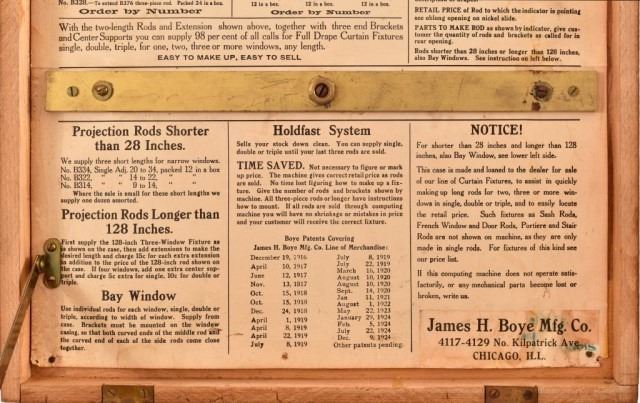 No. B328.—To extend B376 three-piece rod. Packed 24 in a box.
12 in a box. 12 in a box. 12 in a box.
Order by Number Order by Number
With the two-length Rods and Extension shown above, together with three end Brackets
and Center Supports you can supply 98 per cent of all calls for Full Drape Curtain Fixtures
single, double, triple, for one, two, three or more windows, any length.
EASY TO MAKE UP, EASY TO SELL
RETAIL PRICE of Rod to which the indicator is pointing
see oblong opening on nickel slide.
PARTS TO MAKE ROD as shown by indicator, give cus-
tomer the quantity of rods and brackets as called for in
rear opening.
Rods shorter than 28 inches or longer than 128 inches,
also Bay Windows. See instruction on left below.
Projection Rods Shorter
than 28 Inches.
We supply three short lengths for narrow windows.
No. B334, Single Adj. 20 to 34, packed 12 in a box
No. B322, " " 14 to 22, "
No. B314, " " 9 to 14, "
Where the sale is small for these short lengths we
supply one dozen assorted.
Projection Rods Longer than
128 Inches.
First supply the 128-inch Three-Window Fixture as
is shown on the case, then add extensions to make the
desired length and charge 15c for each extra extension
in addition to the price of the 128-inch rod shown on
the case. If four windows, add one extra center sup-
port and charge 5c extra for single, 10c for double or
triple.
Bay Window
Use individual rods for each window, single, double or
triple, according to width of window. Supply from
case. Brackets must be mounted on the window
casing, so that both curved ends of the middle rod and
the curved end of each of the side rods come close
together.
Holdfast System
Sells your stock down clean. You can supply single,
double or triple until your last three rods are sold.
TIME SAVED. Not necessary to figure or mark
up price. The machine gives correct retail price as rods
are sold. No time lost figuring how to make up a fix-
ture. Give the number of rods and brackets shown by
machine. All three-piece rods or longer have instructions
how to mount. If all rods are sold through computing
machine you will have no shrinkage or mistakes in price
and your customer will receive the correct fixture.
Boye Patents Covering
James H. Boye Mfg. Co. Line of Merchandise:
December 19, 1916
April 10, 1917
June 12, 1917
Nov. 13, 1917
Oct. 15, 1918
Oct. 15, 1918
Dec. 24, 1918
April 1, 1919
April 8, 1919
April 22, 1919
July 8, 1919
July 8, 1919
July 22, 1919
March 16, 1920
August 10, 1920
August 10, 1920
Sept. 14, 1920
Jan. 11, 1921
August 2, 1922
May 22, 1923
January 29, 1924
Feb. 5, 1924
July 22, 1924
Dec. 9, 1924
Other patents pending.
NOTICE!
For shorter than 28 inches and longer than 128
inches, also Bay Window, see lower left side.
This case is made and loaned to the dealer for sale
of our line of Curtain Fixtures, to assist in quickly
making up long rods for two, three or more win-
dows in single, double and triple, and to easily locate
the retail price. Such fixtures as Sash Rods,
French Window and Door Rods, Portiere and Stair
Rods are not shown on machine, as they are only
made in single rods. For fixtures of this kind see
our price list.
If this computing machine does not operate satis-
factorily, or any mechanical parts become lost or
broken, write us.
James H. Boye Mfg. Co.
4117-4129 No. Kilpatrick Ave.
CHICAGO, ILL.